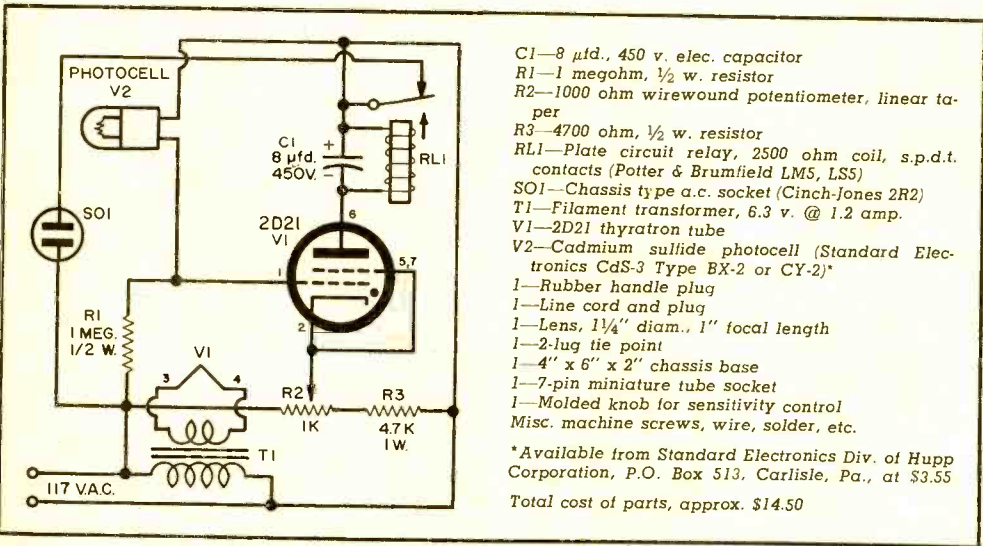 PHOTOCELL
V2
C1
8 µfd.
450V.
+
−
RL1
SO1
2D21
V1
6
5,7
1
2
R1
1 MEG.
1/2 W.
V1
3
4
R2
1K
R3
4.7K
1W.
T1
117 V.A.C.
C1—8 µfd., 450 v. elec. capacitor
R1—1 megohm, ½ w. resistor
R2—1000 ohm wirewound potentiometer, linear ta-
per
R3—4700 ohm, ½ w. resistor
RL1—Plate circuit relay, 2500 ohm coil, s.p.d.t.
contacts (Potter & Brumfield LM5, LS5)
SO1—Chassis type a.c. socket (Cinch-Jones 2R2)
T1—Filament transformer, 6.3 v. @ 1.2 amp.
V1—2D21 thyratron tube
V2—Cadmium sulfide photocell (Standard Elec-
tronics CdS-3 Type BX-2 or CY-2)*
1—Rubber handle plug
1—Line cord and plug
1—Lens, 1¼" diam., 1" focal length
1—2-lug tie point
1—4" x 6" x 2" chassis base
1—7-pin miniature tube socket
1—Molded knob for sensitivity control
Misc. machine screws, wire, solder, etc.
*Available from Standard Electronics Div. of Hupp
Corporation, P.O. Box 513, Carlisle, Pa., at $3.55
Total cost of parts, approx. $14.50